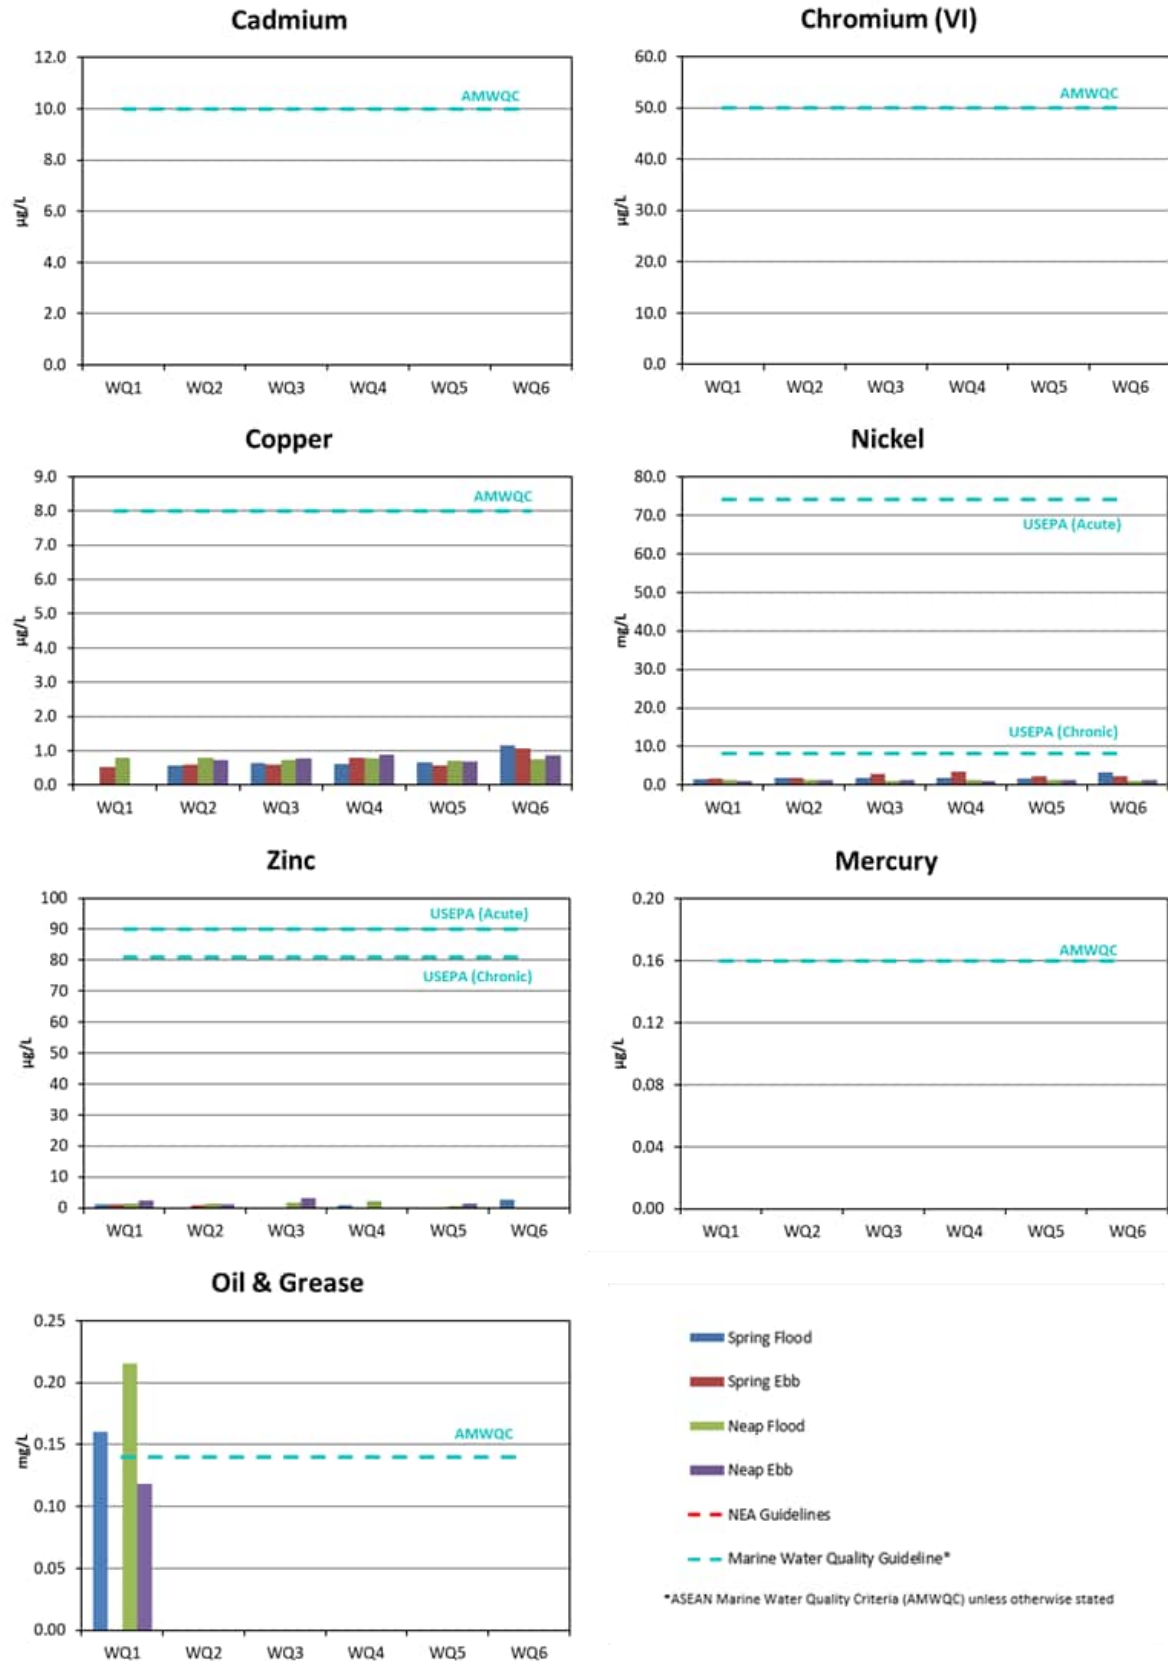 Cadmium
12.0
10.0
8.0
6.0
4.0
2.0
0.0
µg/L
AMWQC
WQ1 WQ2 WQ3 WQ4 WQ5 WQ6
Chromium (VI)
60.0
50.0
40.0
30.0
20.0
10.0
0.0
µg/L
AMWQC
WQ1 WQ2 WQ3 WQ4 WQ5 WQ6
Copper
9.0
8.0
7.0
6.0
5.0
4.0
3.0
2.0
1.0
0.0
µg/L
AMWQC
WQ1 WQ2 WQ3 WQ4 WQ5 WQ6
Nickel
80.0
70.0
60.0
50.0
40.0
30.0
20.0
10.0
0.0
mg/L
USEPA (Acute)
USEPA (Chronic)
WQ1 WQ2 WQ3 WQ4 WQ5 WQ6
Zinc
100
90
80
70
60
50
40
30
20
10
0
µg/L
USEPA (Acute)
USEPA (Chronic)
WQ1 WQ2 WQ3 WQ4 WQ5 WQ6
Mercury
0.20
0.16
0.12
0.08
0.04
0.00
µg/L
AMWQC
WQ1 WQ2 WQ3 WQ4 WQ5 WQ6
Oil & Grease
0.25
0.20
0.15
0.10
0.05
0.00
mg/L
AMWQC
WQ1 WQ2 WQ3 WQ4 WQ5 WQ6
Spring Flood
Spring Ebb
Neap Flood
Neap Ebb
NEA Guidelines
Marine Water Quality Guideline*
*ASEAN Marine Water Quality Criteria (AMWQC) unless otherwise stated